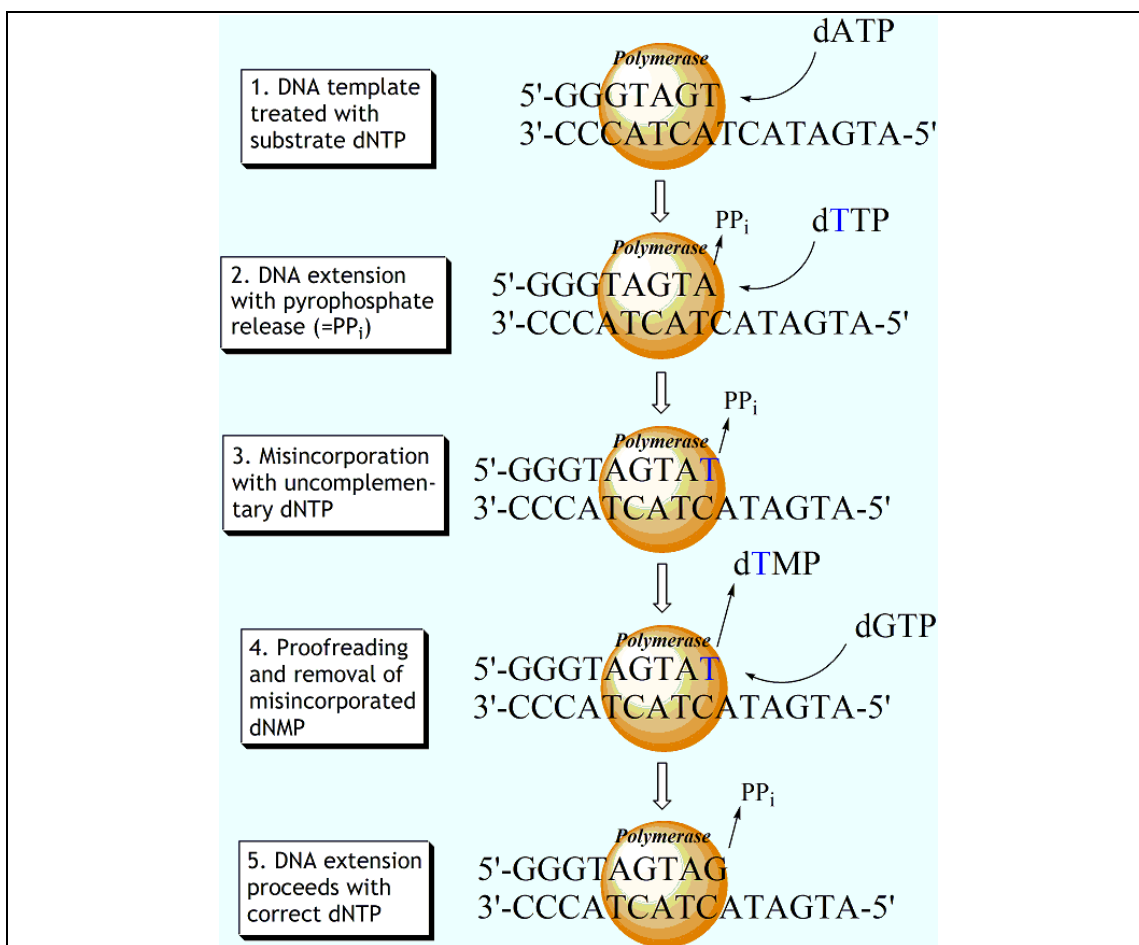 dATP
Polymerase
1. DNA template
treated with
substrate dNTP
5'-GGGTAGT
3'-CCCATCATCATAGTA-5'
PPi
dTTP
Polymerase
2. DNA extension
with pyrophosphate
release (=PPi)
5'-GGGTAGTA
3'-CCCATCATCATAGTA-5'
PPi
Polymerase
3. Misincorporation
with uncomplemen-
tary dNTP
5'-GGGTAGTAT
3'-CCCATCATCATAGTA-5'
dTMP
dGTP
Polymerase
4. Proofreading
and removal of
misincorporated
dNMP
5'-GGGTAGTAT
3'-CCCATCATCATAGTA-5'
PPi
Polymerase
5. DNA extension
proceeds with
correct dNTP
5'-GGGTAGTAG
3'-CCCATCATCATAGTA-5'